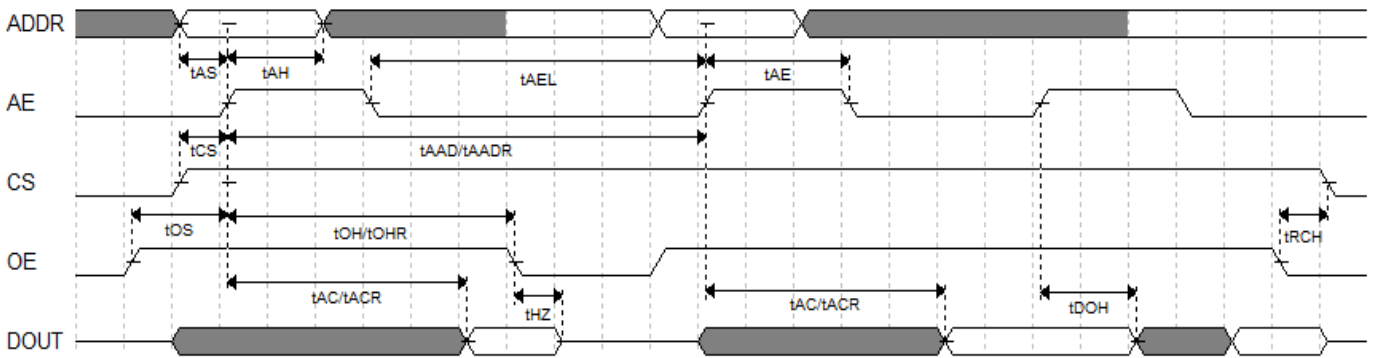 ADDR
tAS
tAH
tAEL
tAE
AE
tCS
tAAD/tAADR
CS
tOS
tOH/tOHR
tRCH
OE
tAC/tACR
tHZ
tAC/tACR
tDOH
DOUT